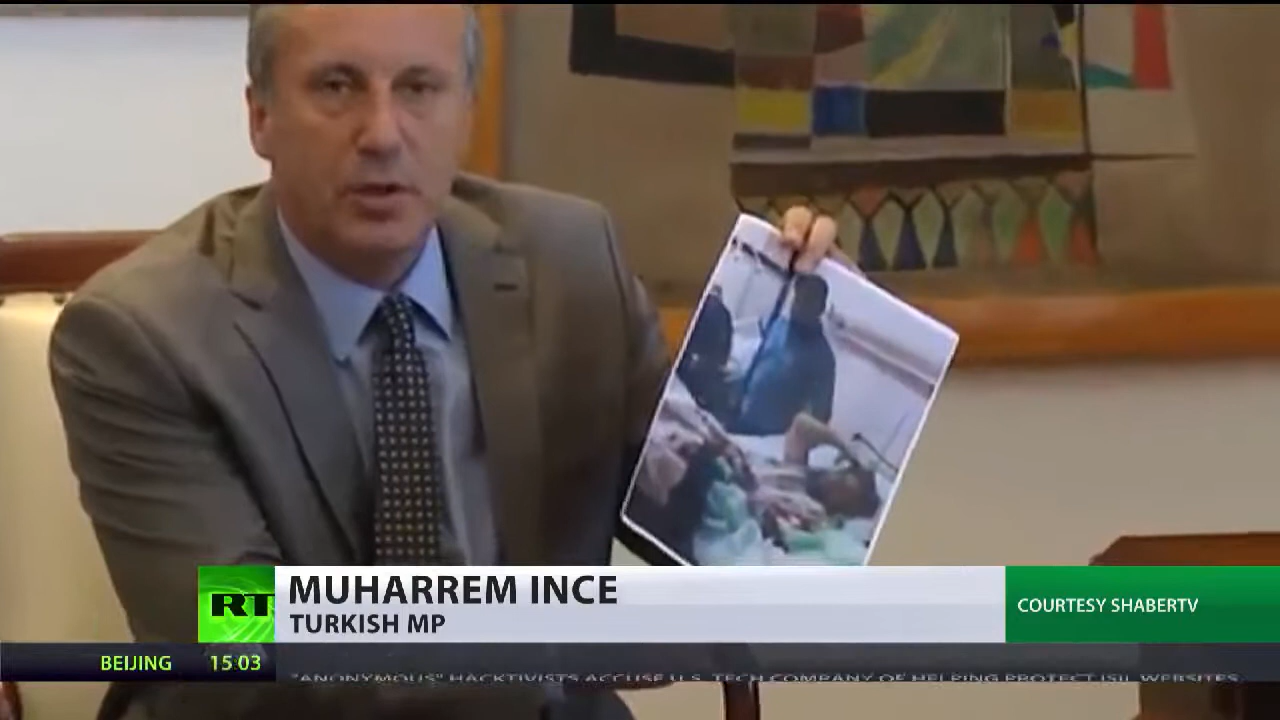 MUHARREM INCE
RT
TURKISH MP
COURTESY SHABERTV
BEIJING 15:03
"ANONYMOUS" HACKTIVISTS ACCUSE U.S. TECH COMPANY OF HELPING PROTECT ISIL WEBSITES